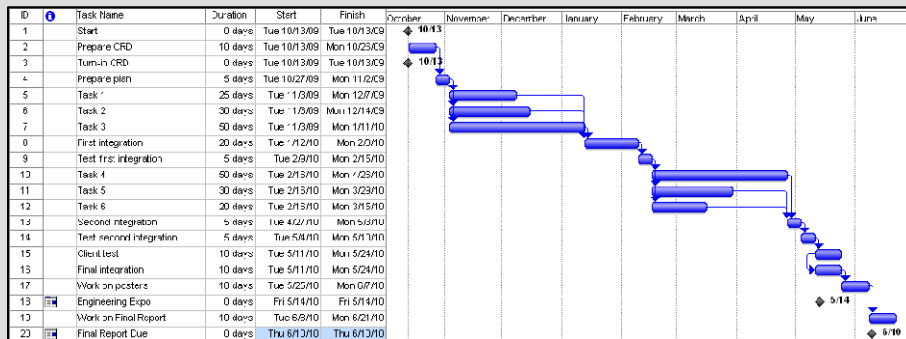 ID Task Name Duration Start Finish October November December January February March April May June
1 Start 0 days Tue 10/13/09 Tue 10/13/09 10/13
2 Prepare CRD 10 days Tue 10/13/09 Mon 10/26/09
3 Turn-in CRD 0 days Tue 10/13/09 Tue 10/13/09 10/13
4 Prepare plan 5 days Tue 10/27/09 Mon 11/2/09
5 Task 1 25 days Tue 11/3/09 Mon 12/7/09
6 Task 2 30 days Tue 11/3/09 Mon 12/14/09
7 Task 3 50 days Tue 11/3/09 Mon 1/11/10
8 First integration 20 days Tue 1/12/10 Mon 2/8/10
9 Test first integration 5 days Tue 2/9/10 Mon 2/15/10
10 Task 4 50 days Tue 2/16/10 Mon 4/26/10
11 Task 5 30 days Tue 2/16/10 Mon 3/29/10
12 Task 6 20 days Tue 2/16/10 Mon 3/15/10
13 Second integration 5 days Tue 4/27/10 Mon 5/3/10
14 Test second integration 5 days Tue 5/4/10 Mon 5/10/10
15 Client test 10 days Tue 5/11/10 Mon 5/24/10
16 Final integration 10 days Tue 5/11/10 Mon 5/24/10
17 Work on posters 10 days Tue 5/25/10 Mon 6/7/10
18 Engineering Expo 0 days Fri 5/14/10 Fri 5/14/10 5/14
19 Work on Final Report 10 days Tue 6/8/10 Mon 6/21/10
20 Final Report Due 0 days Thu 6/10/10 Thu 6/10/10 6/10